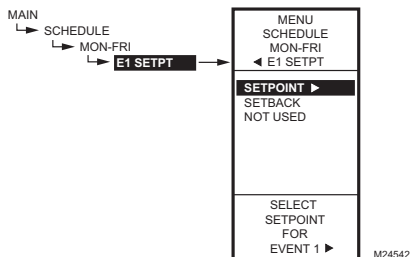 MAIN
SCHEDULE
MON-FRI
E1 SETPT
MENU
SCHEDULE
MON-FRI
◄ E1 SETPT
SETPOINT ►
SETBACK
NOT USED
SELECT
SETPOINT
FOR
EVENT 1 ►
M24542